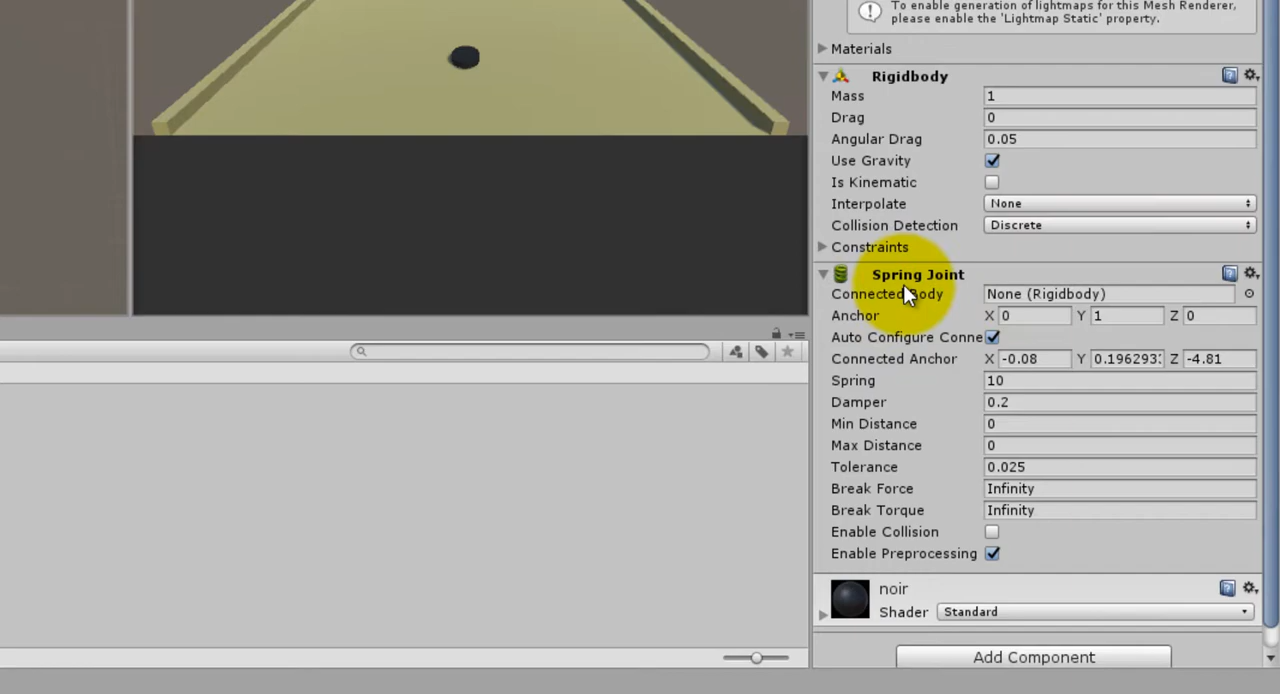 To enable generation of lightmaps for this Mesh Renderer,
please enable the 'Lightmap Static' property.
Materials
Rigidbody
Mass 1
Drag 0
Angular Drag 0.05
Use Gravity
Is Kinematic
Interpolate None
Collision Detection Discrete
Constraints
Spring Joint
Connected Body None (Rigidbody)
Anchor X 0 Y 1 Z 0
Auto Configure Conne
Connected Anchor X -0.08 Y 0.196293 Z -4.81
Spring 10
Damper 0.2
Min Distance 0
Max Distance 0
Tolerance 0.025
Break Force Infinity
Break Torque Infinity
Enable Collision
Enable Preprocessing
noir
Shader Standard
Add Component